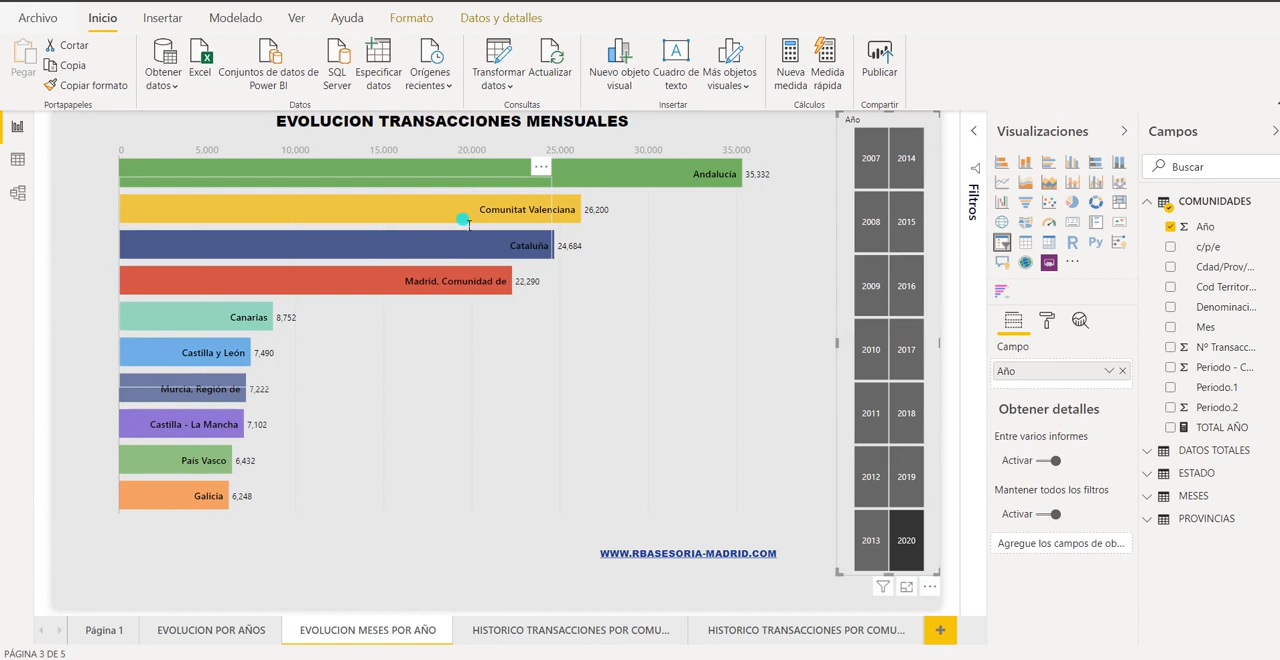 Archivo Inicio Insertar Modelado Ver Ayuda Formato Datos y detalles
Pegar
Cortar
Copia
Copiar formato
Portapapeles
Obtener datos
Excel
Conjuntos de datos de Power BI
SQL Server
Especificar datos
Orígenes recientes
Datos
Transformar datos
Actualizar
Consultas
Nuevo objeto visual
Cuadro de texto
Más objetos visuales
Insertar
Nueva medida
Medida rápida
Cálculos
Publicar
Compartir
EVOLUCION TRANSACCIONES MENSUALES
0 5,000 10,000 15,000 20,000 25,000 30,000 35,000
Andalucía 35,332
Comunitat Valenciana 26,200
Cataluña 24,684
Madrid, Comunidad de 22,290
Canarias 8,752
Castilla y León 7,490
Murcia, Región de 7,222
Castilla - La Mancha 7,102
País Vasco 6,432
Galicia 6,248
WWW.RBASESORIA-MADRID.COM
Año
2007 2014
2008 2015
2009 2016
2010 2017
2011 2018
2012 2019
2013 2020
Filtros
Visualizaciones
R Py
Campo
Año
Obtener detalles
Entre varios informes
Activar
Mantener todos los filtros
Activar
Agregue los campos de ob...
Campos
Buscar
COMUNIDADES
Σ Año
c/p/e
Cdad/Prov/...
Cod Territor...
Denominaci...
Mes
Σ Nº Transacc...
Σ Periodo - C...
Periodo.1
Σ Periodo.2
TOTAL AÑO
DATOS TOTALES
ESTADO
MESES
PROVINCIAS
Página 1 EVOLUCION POR AÑOS EVOLUCION MESES POR AÑO HISTORICO TRANSACCIONES POR COMU... HISTORICO TRANSACCIONES POR COMU...
PÁGINA 3 DE 5